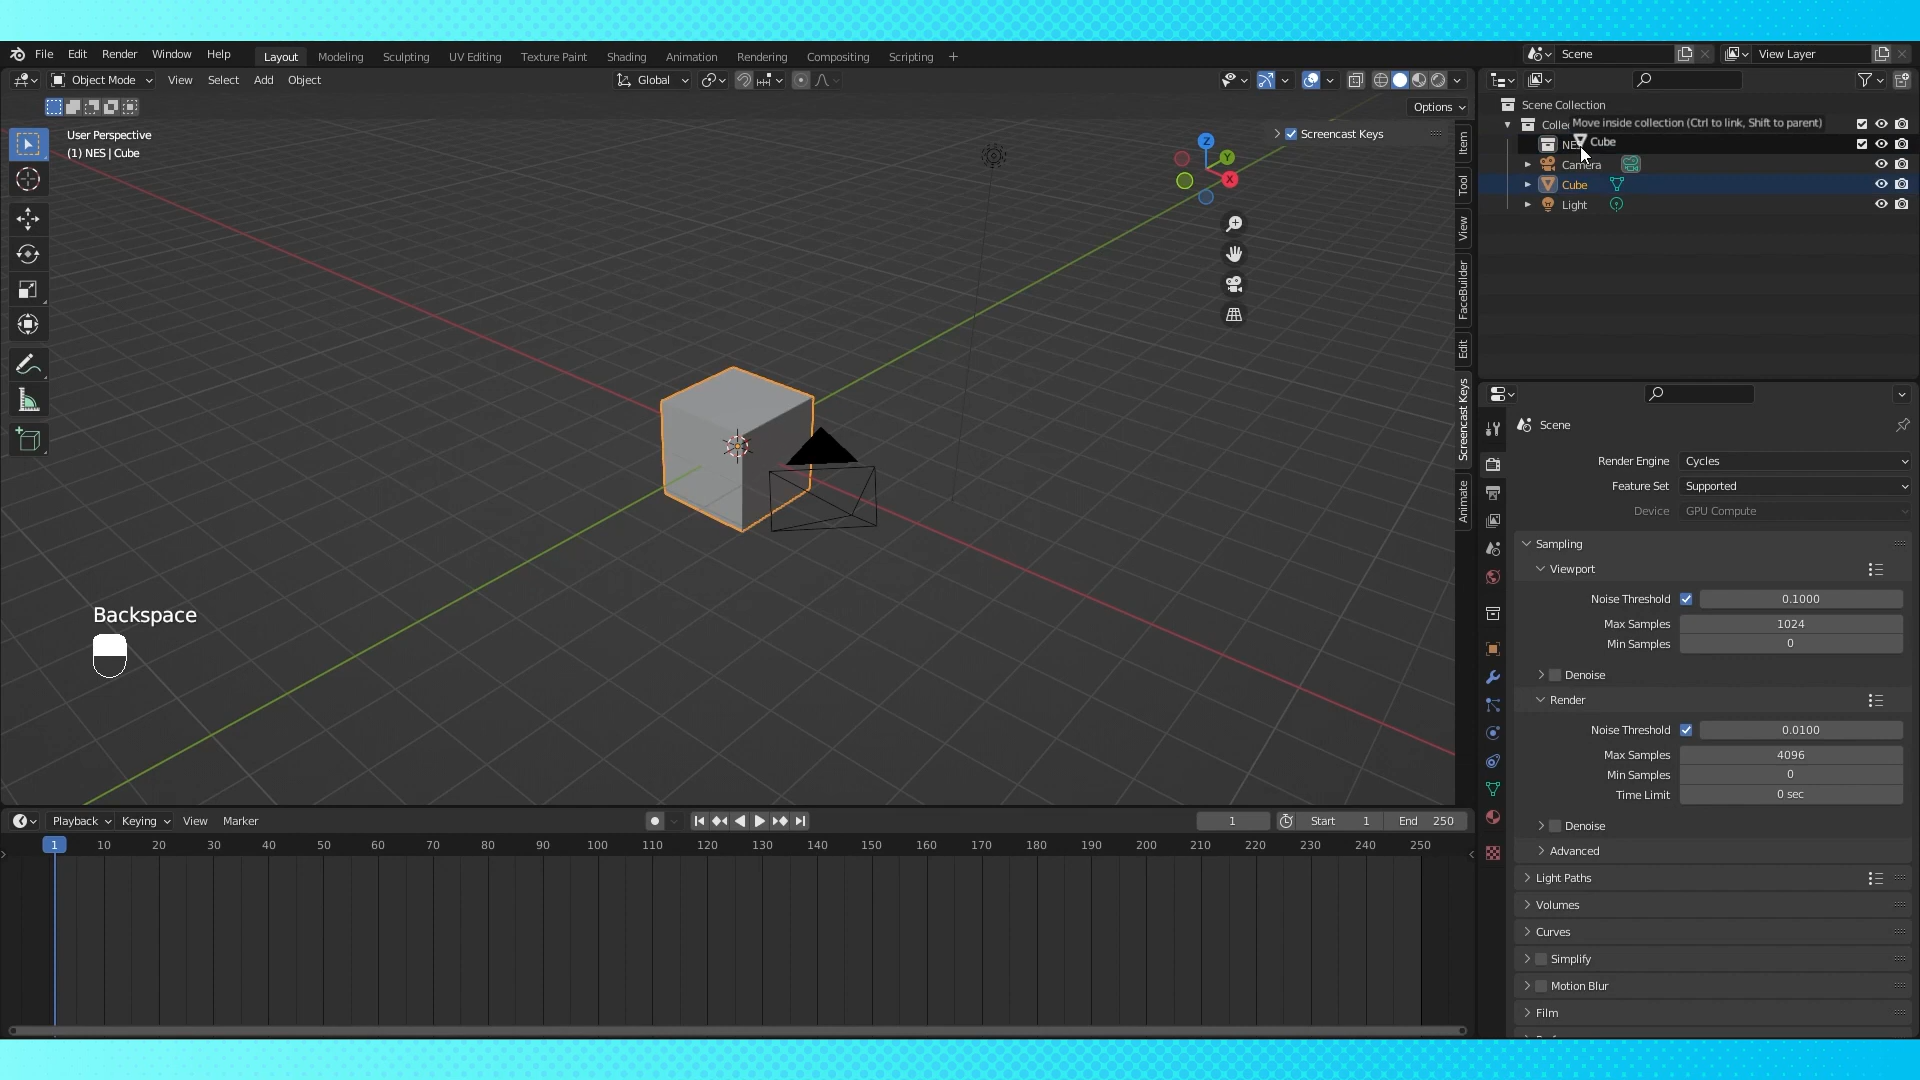 File Edit Render Window Help Layout Modeling Sculpting UV Editing Texture Paint Shading Animation Rendering Compositing Scripting + Scene View Layer
Object Mode View Select Add Object Global
Options
User Perspective
(1) NES | Cube
Screencast Keys
X
Y
Z
Item
Tool
View
FaceBuilder
Edit
Screencast Keys
Animate
Backspace
Scene Collection
Move inside collection (Ctrl to link, Shift to parent)
Cube
Camera
Cube
Light
Scene
Render Engine Cycles
Feature Set Supported
Device GPU Compute
Sampling
Viewport
Noise Threshold 0.1000
Max Samples 1024
Min Samples 0
Denoise
Render
Noise Threshold 0.0100
Max Samples 4096
Min Samples 0
Time Limit 0 sec
Denoise
Advanced
Light Paths
Volumes
Curves
Simplify
Motion Blur
Film
Playback Keying View Marker 1 Start 1 End 250
1 10 20 30 40 50 60 70 80 90 100 110 120 130 140 150 160 170 180 190 200 210 220 230 240 250